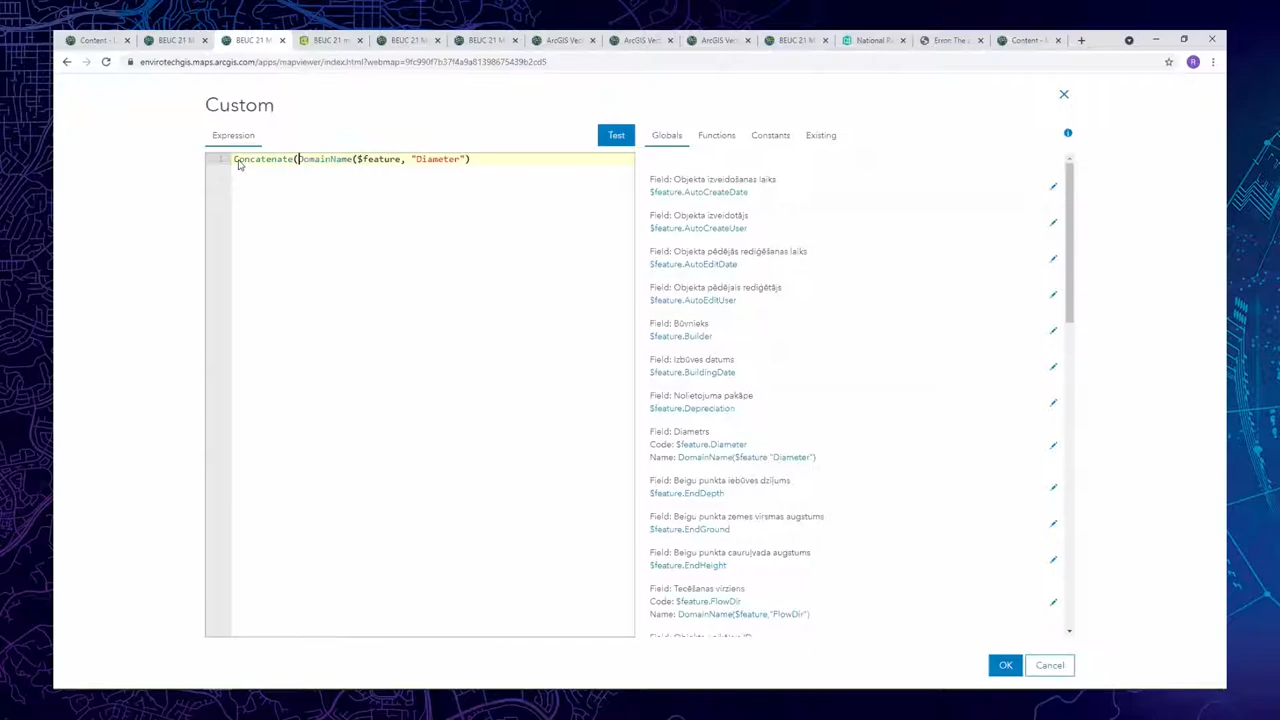 Content - 
BEUC 21 M
BEUC 21 M
BEUC 21 m
BEUC 21 M
BEUC 21 M
ArcGIS Vec
ArcGIS Vec
ArcGIS Vec
BEUC 21 M
National P
Error: The 
Content - 
envirotechgis.maps.arcgis.com/apps/mapviewer/index.html?webmap=9fc990f7b37f4a9a81398675439b2cd5
R
Custom
Expression
Test
Globals
Functions
Constants
Existing
1
Concatenate(DomainName($feature, "Diameter")
Field: Objekta izveidošanas laiks
$feature.AutoCreateDate
Field: Objekta izveidotājs
$feature.AutoCreateUser
Field: Objekta pēdējās rediģēšanas laiks
$feature.AutoEditDate
Field: Objekta pēdējais rediģētājs
$feature.AutoEditUser
Field: Būvnieks
$feature.Builder
Field: Izbūves datums
$feature.BuildingDate
Field: Nolietojuma pakāpe
$feature.Depreciation
Field: Diametrs
Code: $feature.Diameter
Name: DomainName($feature "Diameter")
Field: Beigu punkta iebūves dziļums
$feature.EndDepth
Field: Beigu punkta zemes virsmas augstums
$feature.EndGround
Field: Beigu punkta cauruļvada augstums
$feature.EndHeight
Field: Tecēšanas virziens
Code: $feature.FlowDir
Name: DomainName($feature,"FlowDir")
OK
Cancel